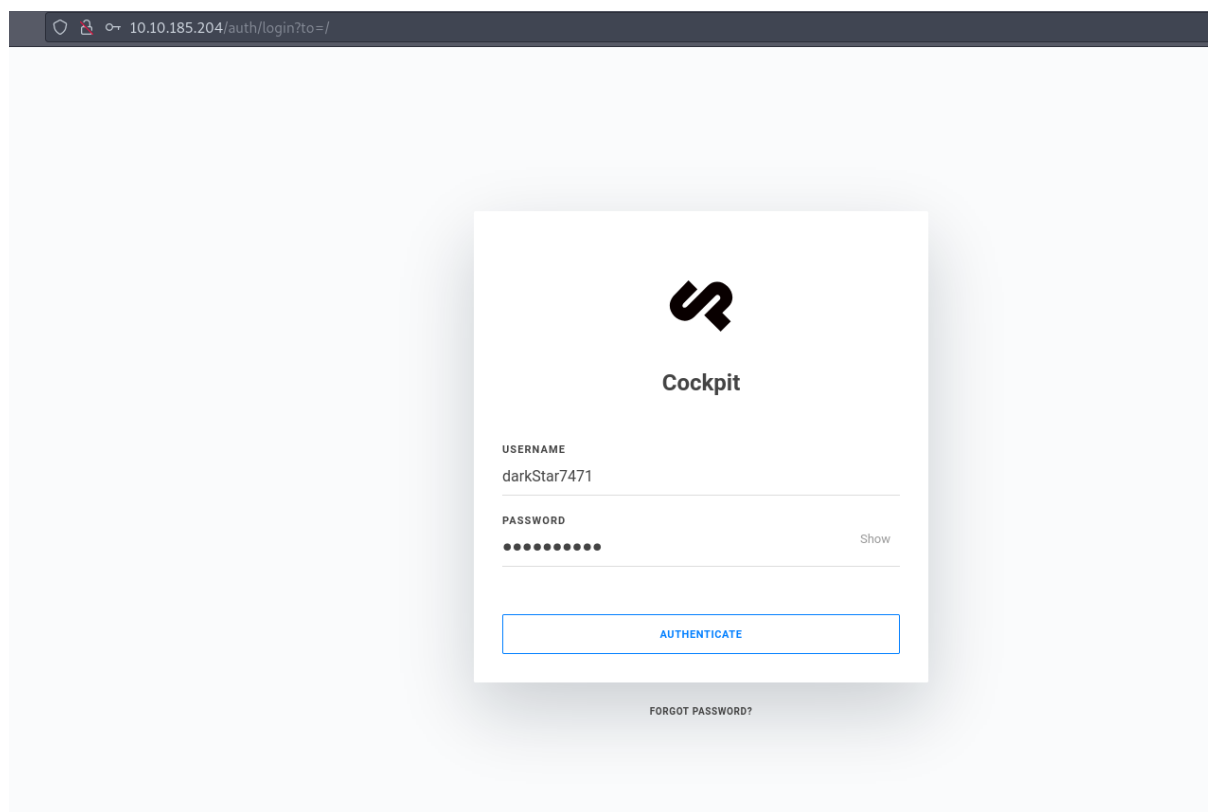 10.10.185.204/auth/login?to=/
Cockpit
USERNAME
darkStar7471
PASSWORD
●●●●●●●●●●
Show
AUTHENTICATE
FORGOT PASSWORD?